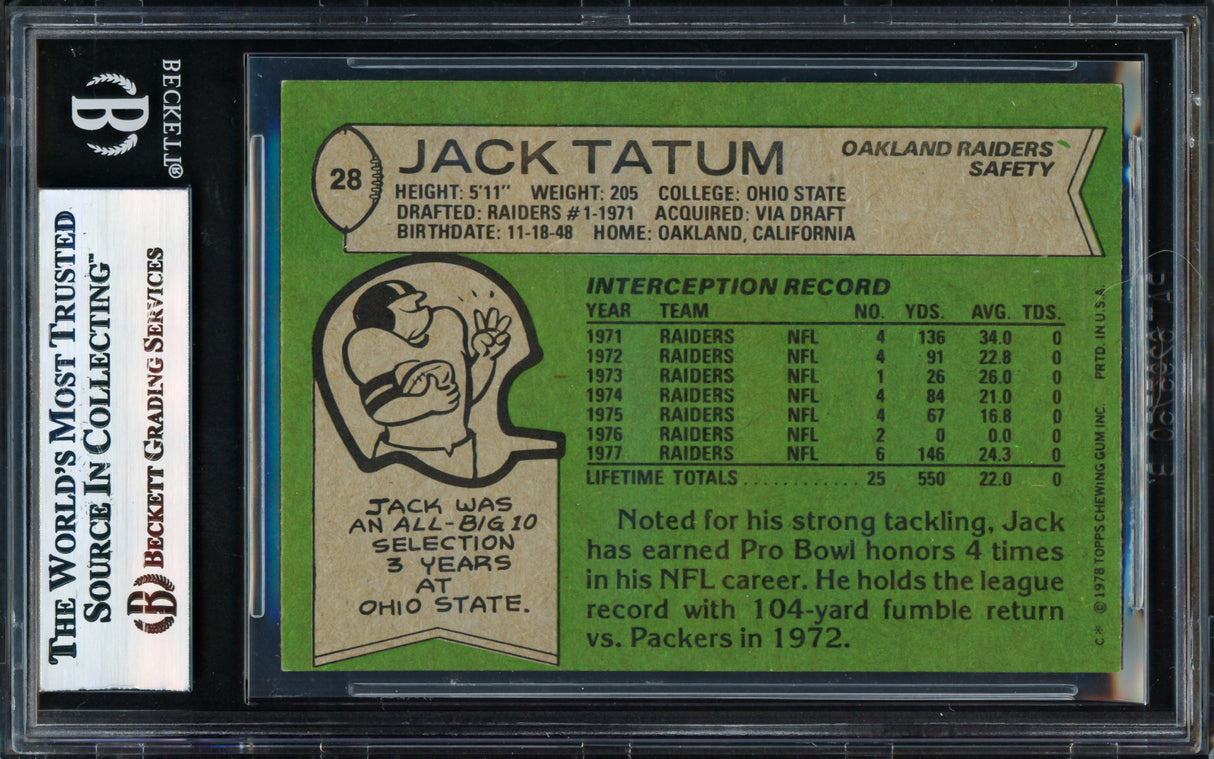 BECKETT®
THE WORLD'S MOST TRUSTED
SOURCE IN COLLECTING™
BECKETT GRADING SERVICES
28
JACK TATUM
OAKLAND RAIDERS
SAFETY
HEIGHT: 5'11" WEIGHT: 205 COLLEGE: OHIO STATE
DRAFTED: RAIDERS #1-1971 ACQUIRED: VIA DRAFT
BIRTHDATE: 11-18-48 HOME: OAKLAND, CALIFORNIA
JACK WAS
AN ALL-BIG 10
SELECTION
3 YEARS
AT
OHIO STATE.
INTERCEPTION RECORD
YEAR TEAM NO. YDS. AVG. TDS.
1971 RAIDERS NFL 4 136 34.0 0
1972 RAIDERS NFL 4 91 22.8 0
1973 RAIDERS NFL 1 26 26.0 0
1974 RAIDERS NFL 4 84 21.0 0
1975 RAIDERS NFL 4 67 16.8 0
1976 RAIDERS NFL 2 0 0.0 0
1977 RAIDERS NFL 6 146 24.3 0
LIFETIME TOTALS ............ 25 550 22.0 0
Noted for his strong tackling, Jack
has earned Pro Bowl honors 4 times
in his NFL career. He holds the league
record with 104-yard fumble return
vs. Packers in 1972.
C** © 1978 TOPPS CHEWING GUM INC. PRTD. IN U.S.A.